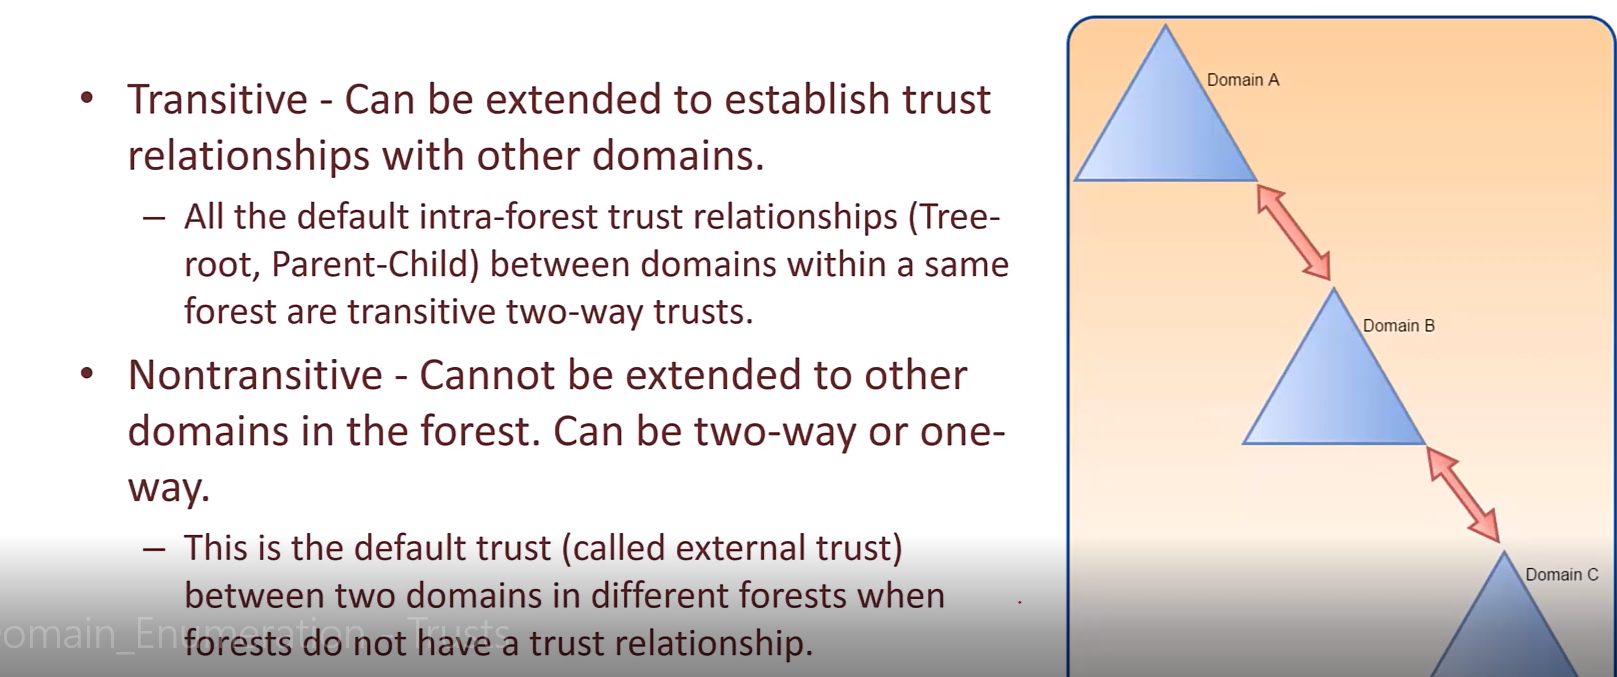 • Transitive - Can be extended to establish trust
relationships with other domains.
– All the default intra-forest trust relationships (Tree-
root, Parent-Child) between domains within a same
forest are transitive two-way trusts.
• Nontransitive - Cannot be extended to other
domains in the forest. Can be two-way or one-
way.
– This is the default trust (called external trust)
between two domains in different forests when
forests do not have a trust relationship.
omain_Enumeration - Trusts
Domain A
Domain B
Domain C